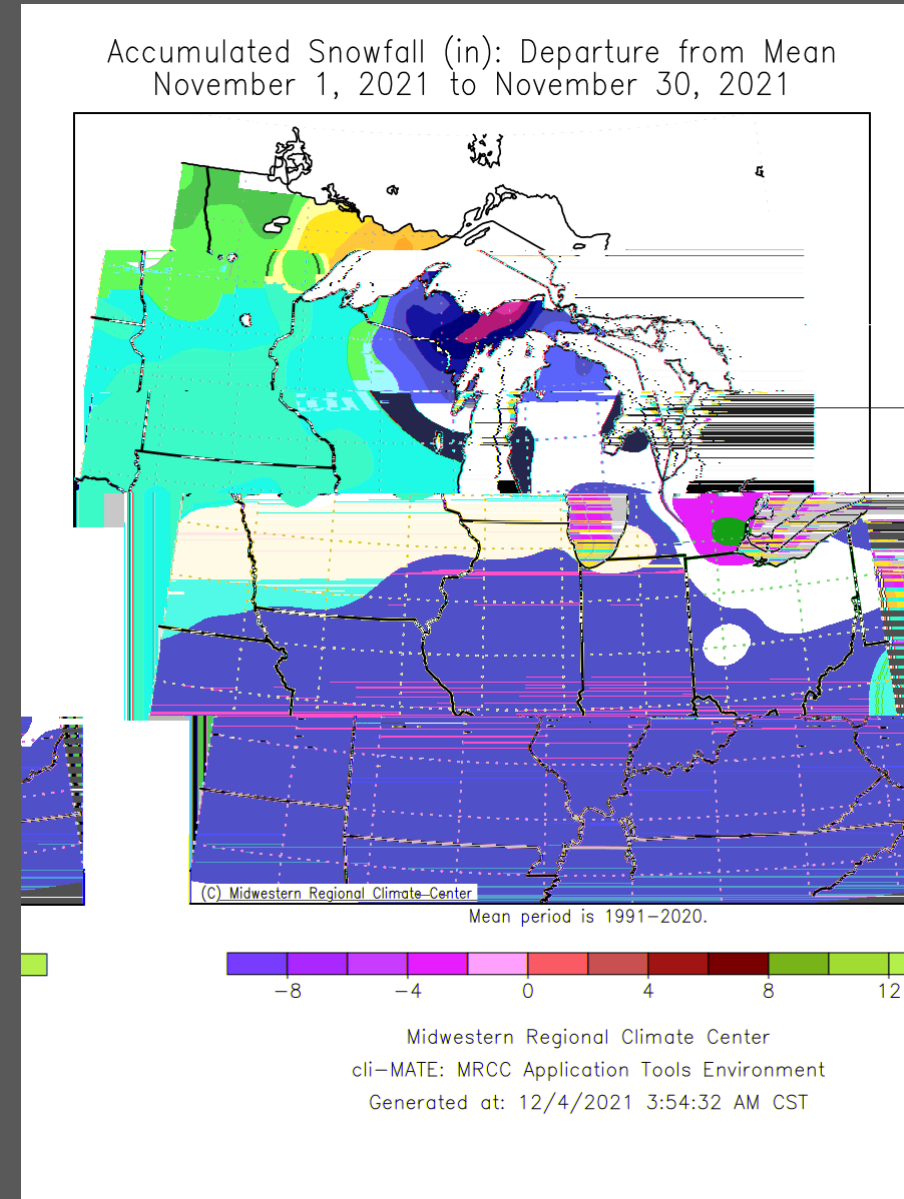 Accumulated Snowfall (in): Departure from Mean
November 1, 2021 to November 30, 2021
(C) Midwestern Regional Climate Center
Mean period is 1991-2020.
-8 -4 0 4 8 12
Midwestern Regional Climate Center
cli-MATE: MRCC Application Tools Environment
Generated at: 12/4/2021 3:54:32 AM CST